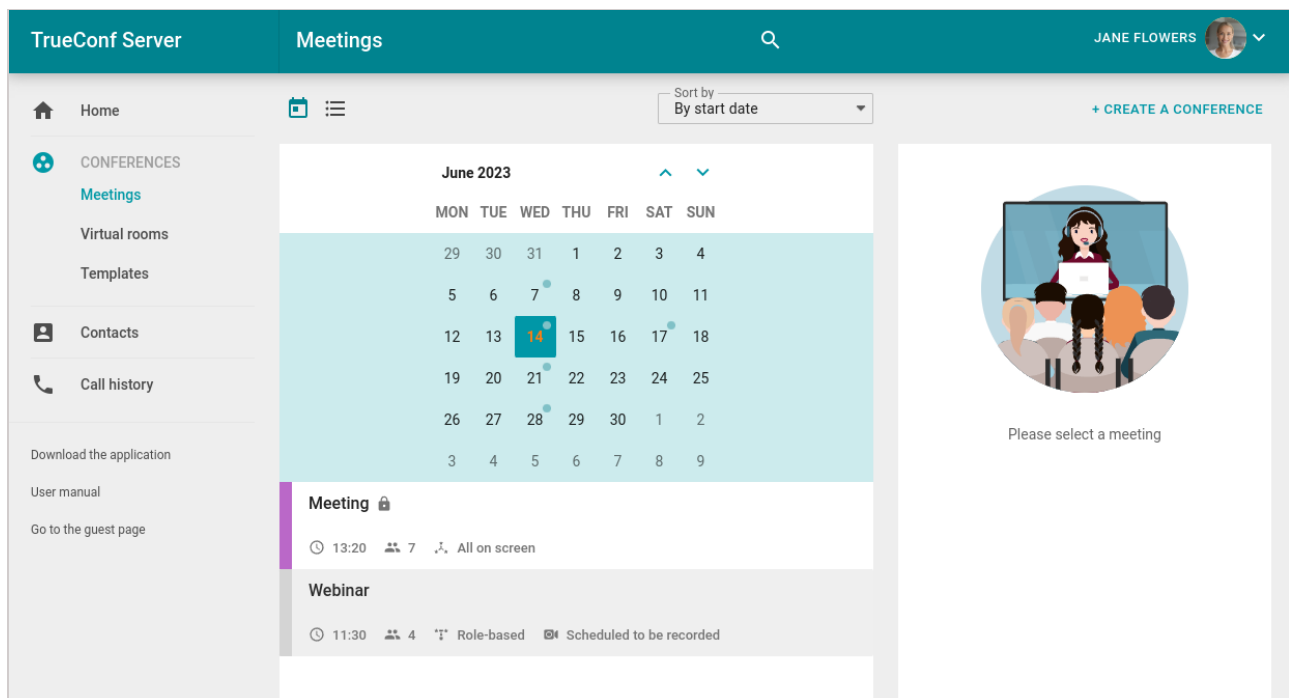 TrueConf Server
Meetings
JANE FLOWERS
Home
CONFERENCES
Meetings
Virtual rooms
Templates
Contacts
Call history
Download the application
User manual
Go to the guest page
Sort by
By start date
+ CREATE A CONFERENCE
June 2023
MON TUE WED THU FRI SAT SUN
29 30 31 1 2 3 4
5 6 7 8 9 10 11
12 13 14 15 16 17 18
19 20 21 22 23 24 25
26 27 28 29 30 1 2
3 4 5 6 7 8 9
Meeting
13:20 7 All on screen
Webinar
11:30 4 Role-based Scheduled to be recorded
Please select a meeting